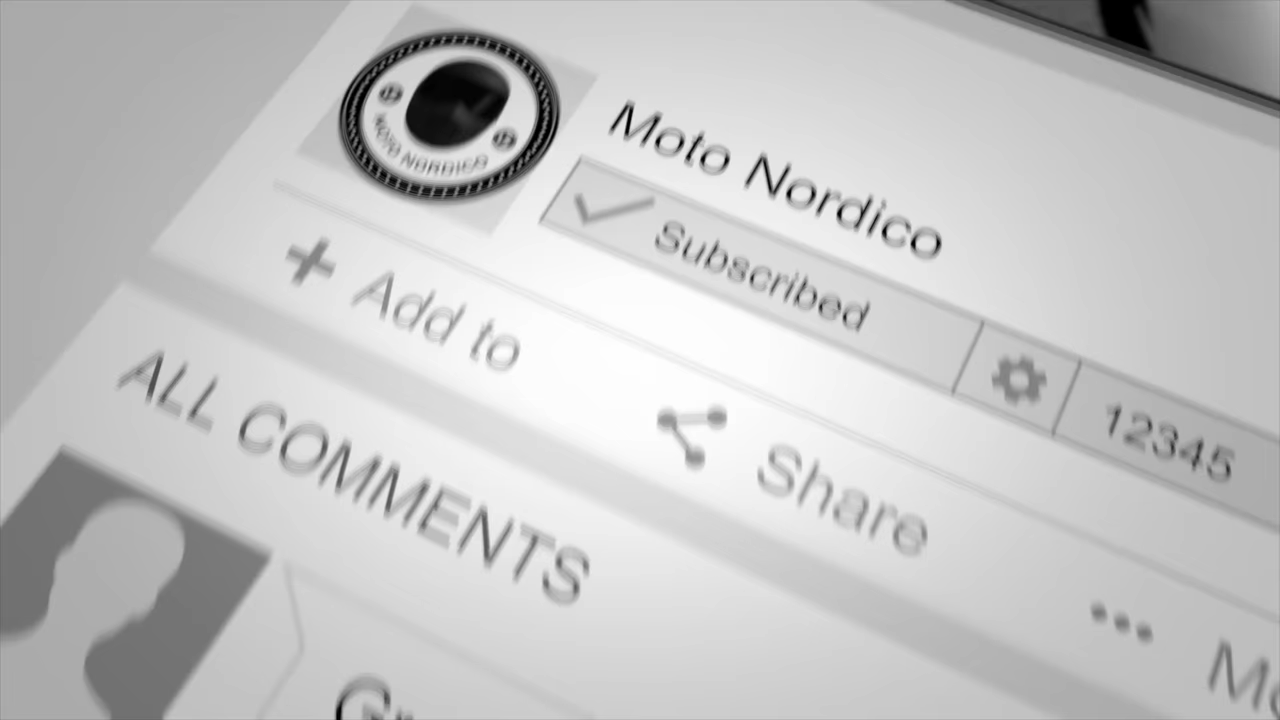 MOTO NORDICO
Moto Nordico
Subscribed
12345
Add to
Share
ALL COMMENTS